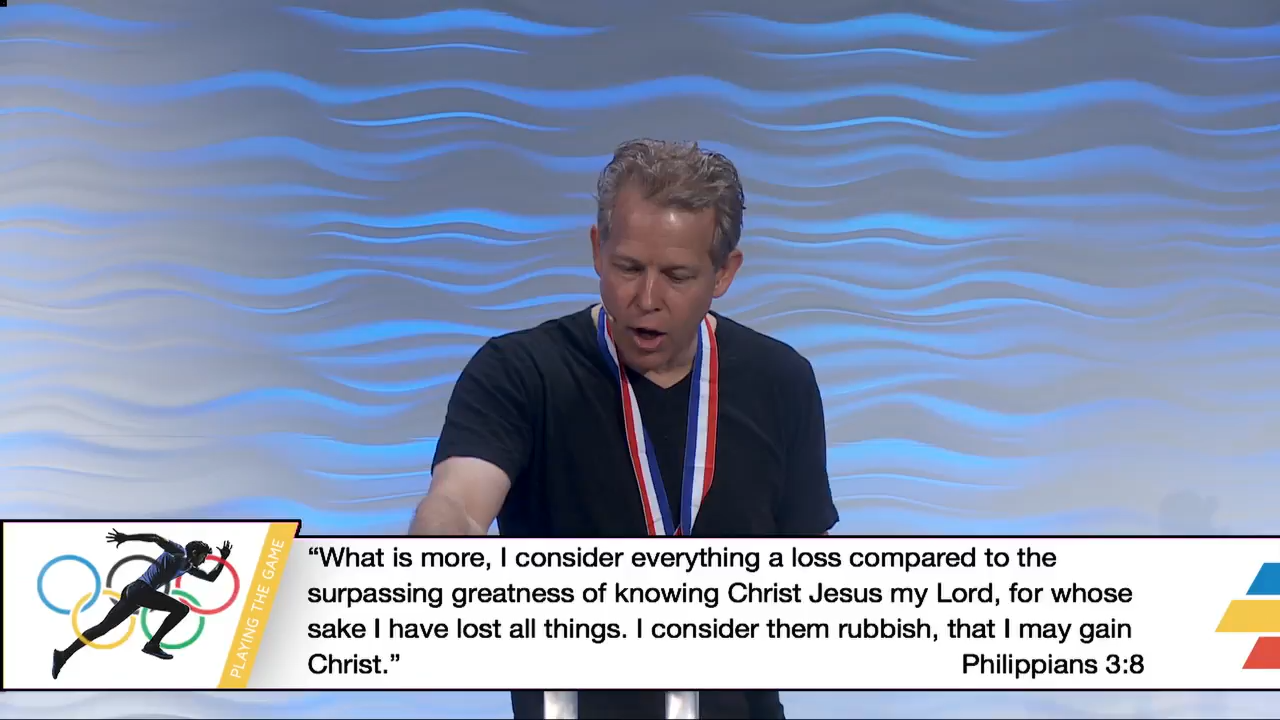 PLAYING THE GAME
“What is more, I consider everything a loss compared to the
surpassing greatness of knowing Christ Jesus my Lord, for whose
sake I have lost all things. I consider them rubbish, that I may gain
Christ.”
Philippians 3:8